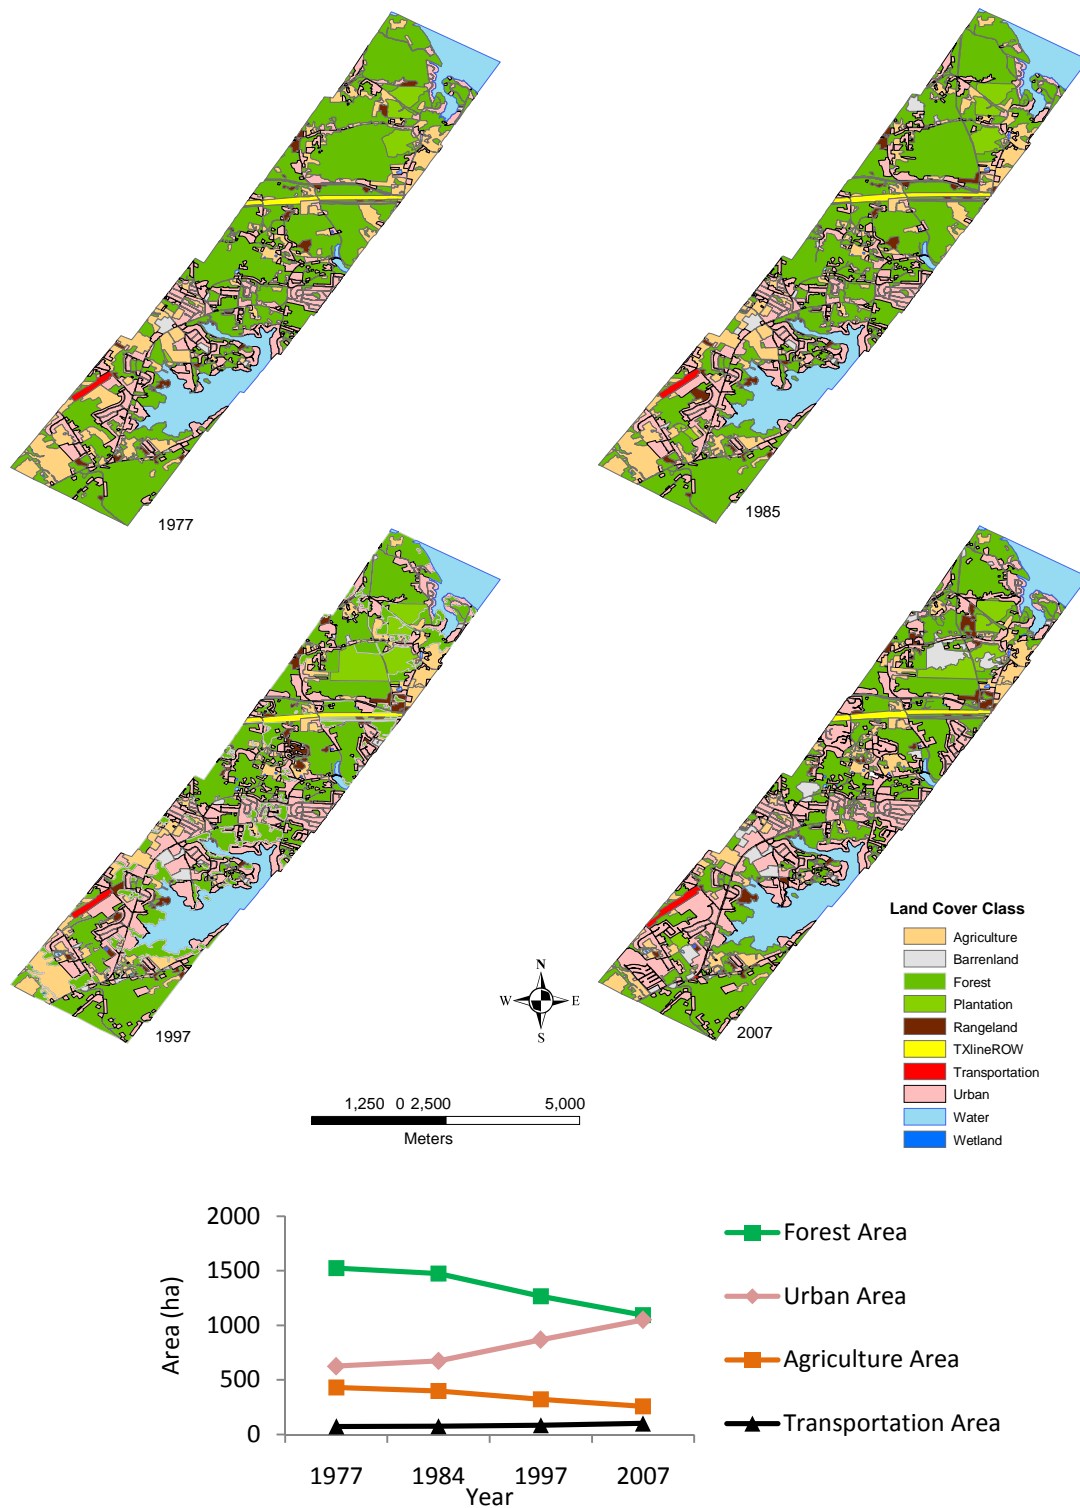 1977
1985
1997
2007
N
W E
S
Land Cover Class
Agriculture
Barrenland
Forest
Plantation
Rangeland
TXlineROW
Transportation
Urban
Water
Wetland
1,250 0 2,500 5,000
Meters
2000
1500
1000
500
0
Area (ha)
1977 1984 1997 2007
Year
Forest Area
Urban Area
Agriculture Area
Transportation Area